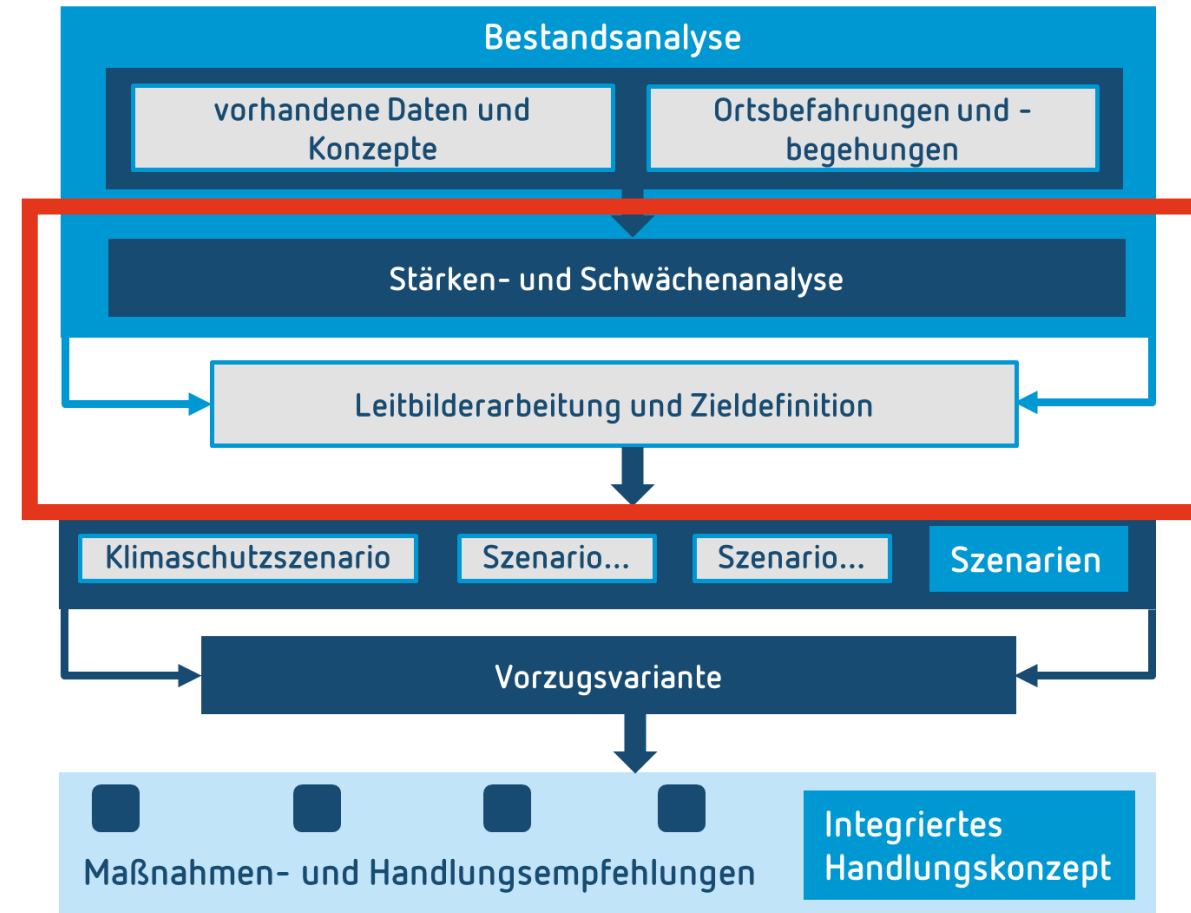 Bestandsanalyse
vorhandene Daten und
Konzepte
Ortsbefahrungen und -
begehungen
Stärken- und Schwächenanalyse
Leitbilderarbeitung und Zieldefinition
Klimaschutzszenario
Szenario...
Szenario...
Szenarien
Vorzugsvariante
Maßnahmen- und Handlungsempfehlungen
Integriertes
Handlungskonzept